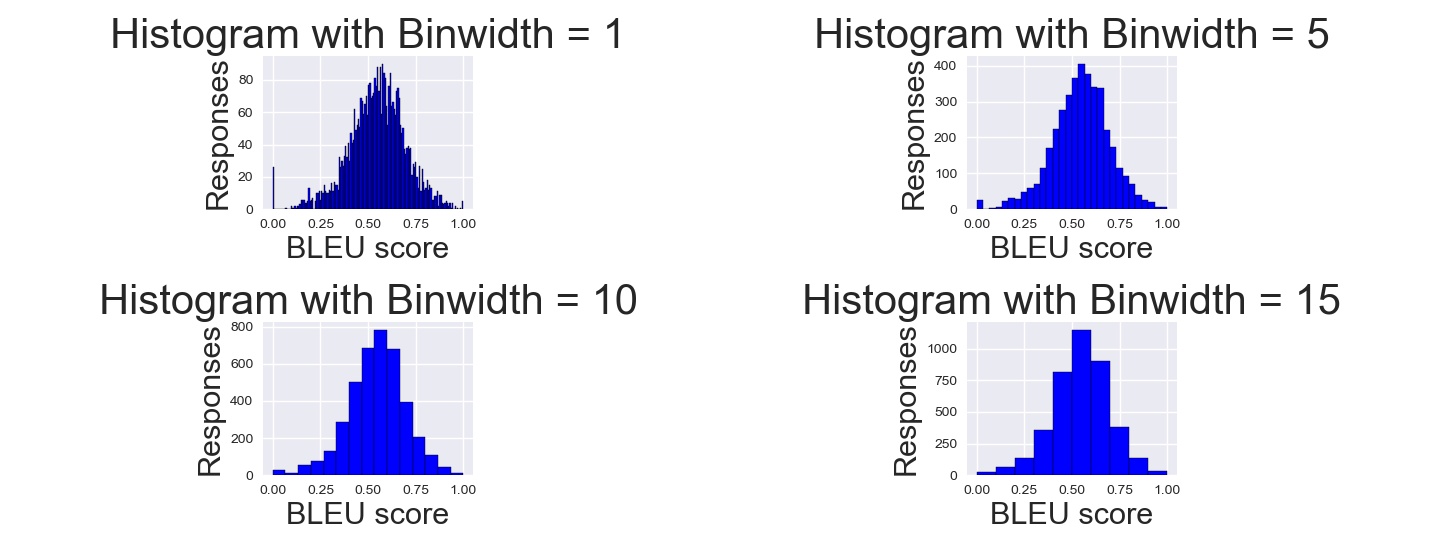 Histogram with Binwidth = 1
Responses
80
60
40
20
0
0.00 0.25 0.50 0.75 1.00
BLEU score
Histogram with Binwidth = 5
Responses
400
300
200
100
0
0.00 0.25 0.50 0.75 1.00
BLEU score
Histogram with Binwidth = 10
Responses
800
600
400
200
0
0.00 0.25 0.50 0.75 1.00
BLEU score
Histogram with Binwidth = 15
Responses
1000
750
500
250
0
0.00 0.25 0.50 0.75 1.00
BLEU score